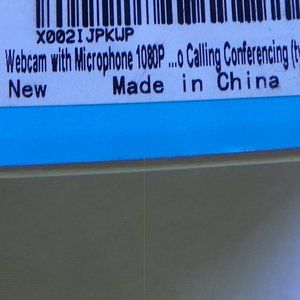 X002IJPKWP
Webcam with Microphone 1080P ...o Calling Conferencing (t
New Made in China